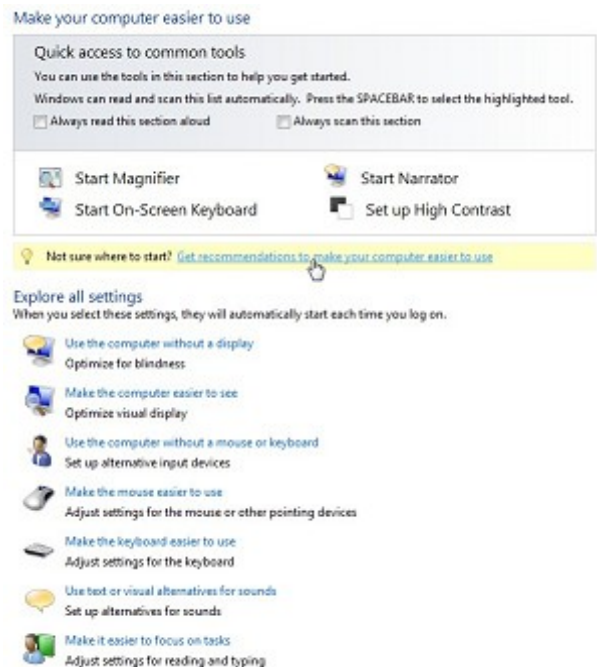 Make your computer easier to use
Quick access to common tools
You can use the tools in this section to help you get started.
Windows can read and scan this list automatically. Press the SPACEBAR to select the highlighted tool.
Always read this section aloud
Always scan this section
Start Magnifier
Start Narrator
Start On-Screen Keyboard
Set up High Contrast
Not sure where to start? Get recommendations to make your computer easier to use
Explore all settings
When you select these settings, they will automatically start each time you log on.
Use the computer without a display
Optimize for blindness
Make the computer easier to see
Optimize visual display
Use the computer without a mouse or keyboard
Set up alternative input devices
Make the mouse easier to use
Adjust settings for the mouse or other pointing devices
Make the keyboard easier to use
Adjust settings for the keyboard
Use text or visual alternatives for sounds
Set up alternatives for sounds
Make it easier to focus on tasks
Adjust settings for reading and typing